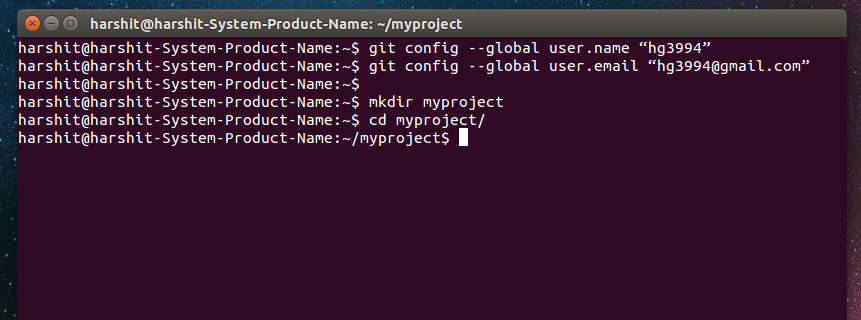 harshit@harshit-System-Product-Name: ~/myproject
harshit@harshit-System-Product-Name:~$ git config --global user.name “hg3994”
harshit@harshit-System-Product-Name:~$ git config --global user.email “hg3994@gmail.com”
harshit@harshit-System-Product-Name:~$
harshit@harshit-System-Product-Name:~$ mkdir myproject
harshit@harshit-System-Product-Name:~$ cd myproject/
harshit@harshit-System-Product-Name:~/myproject$